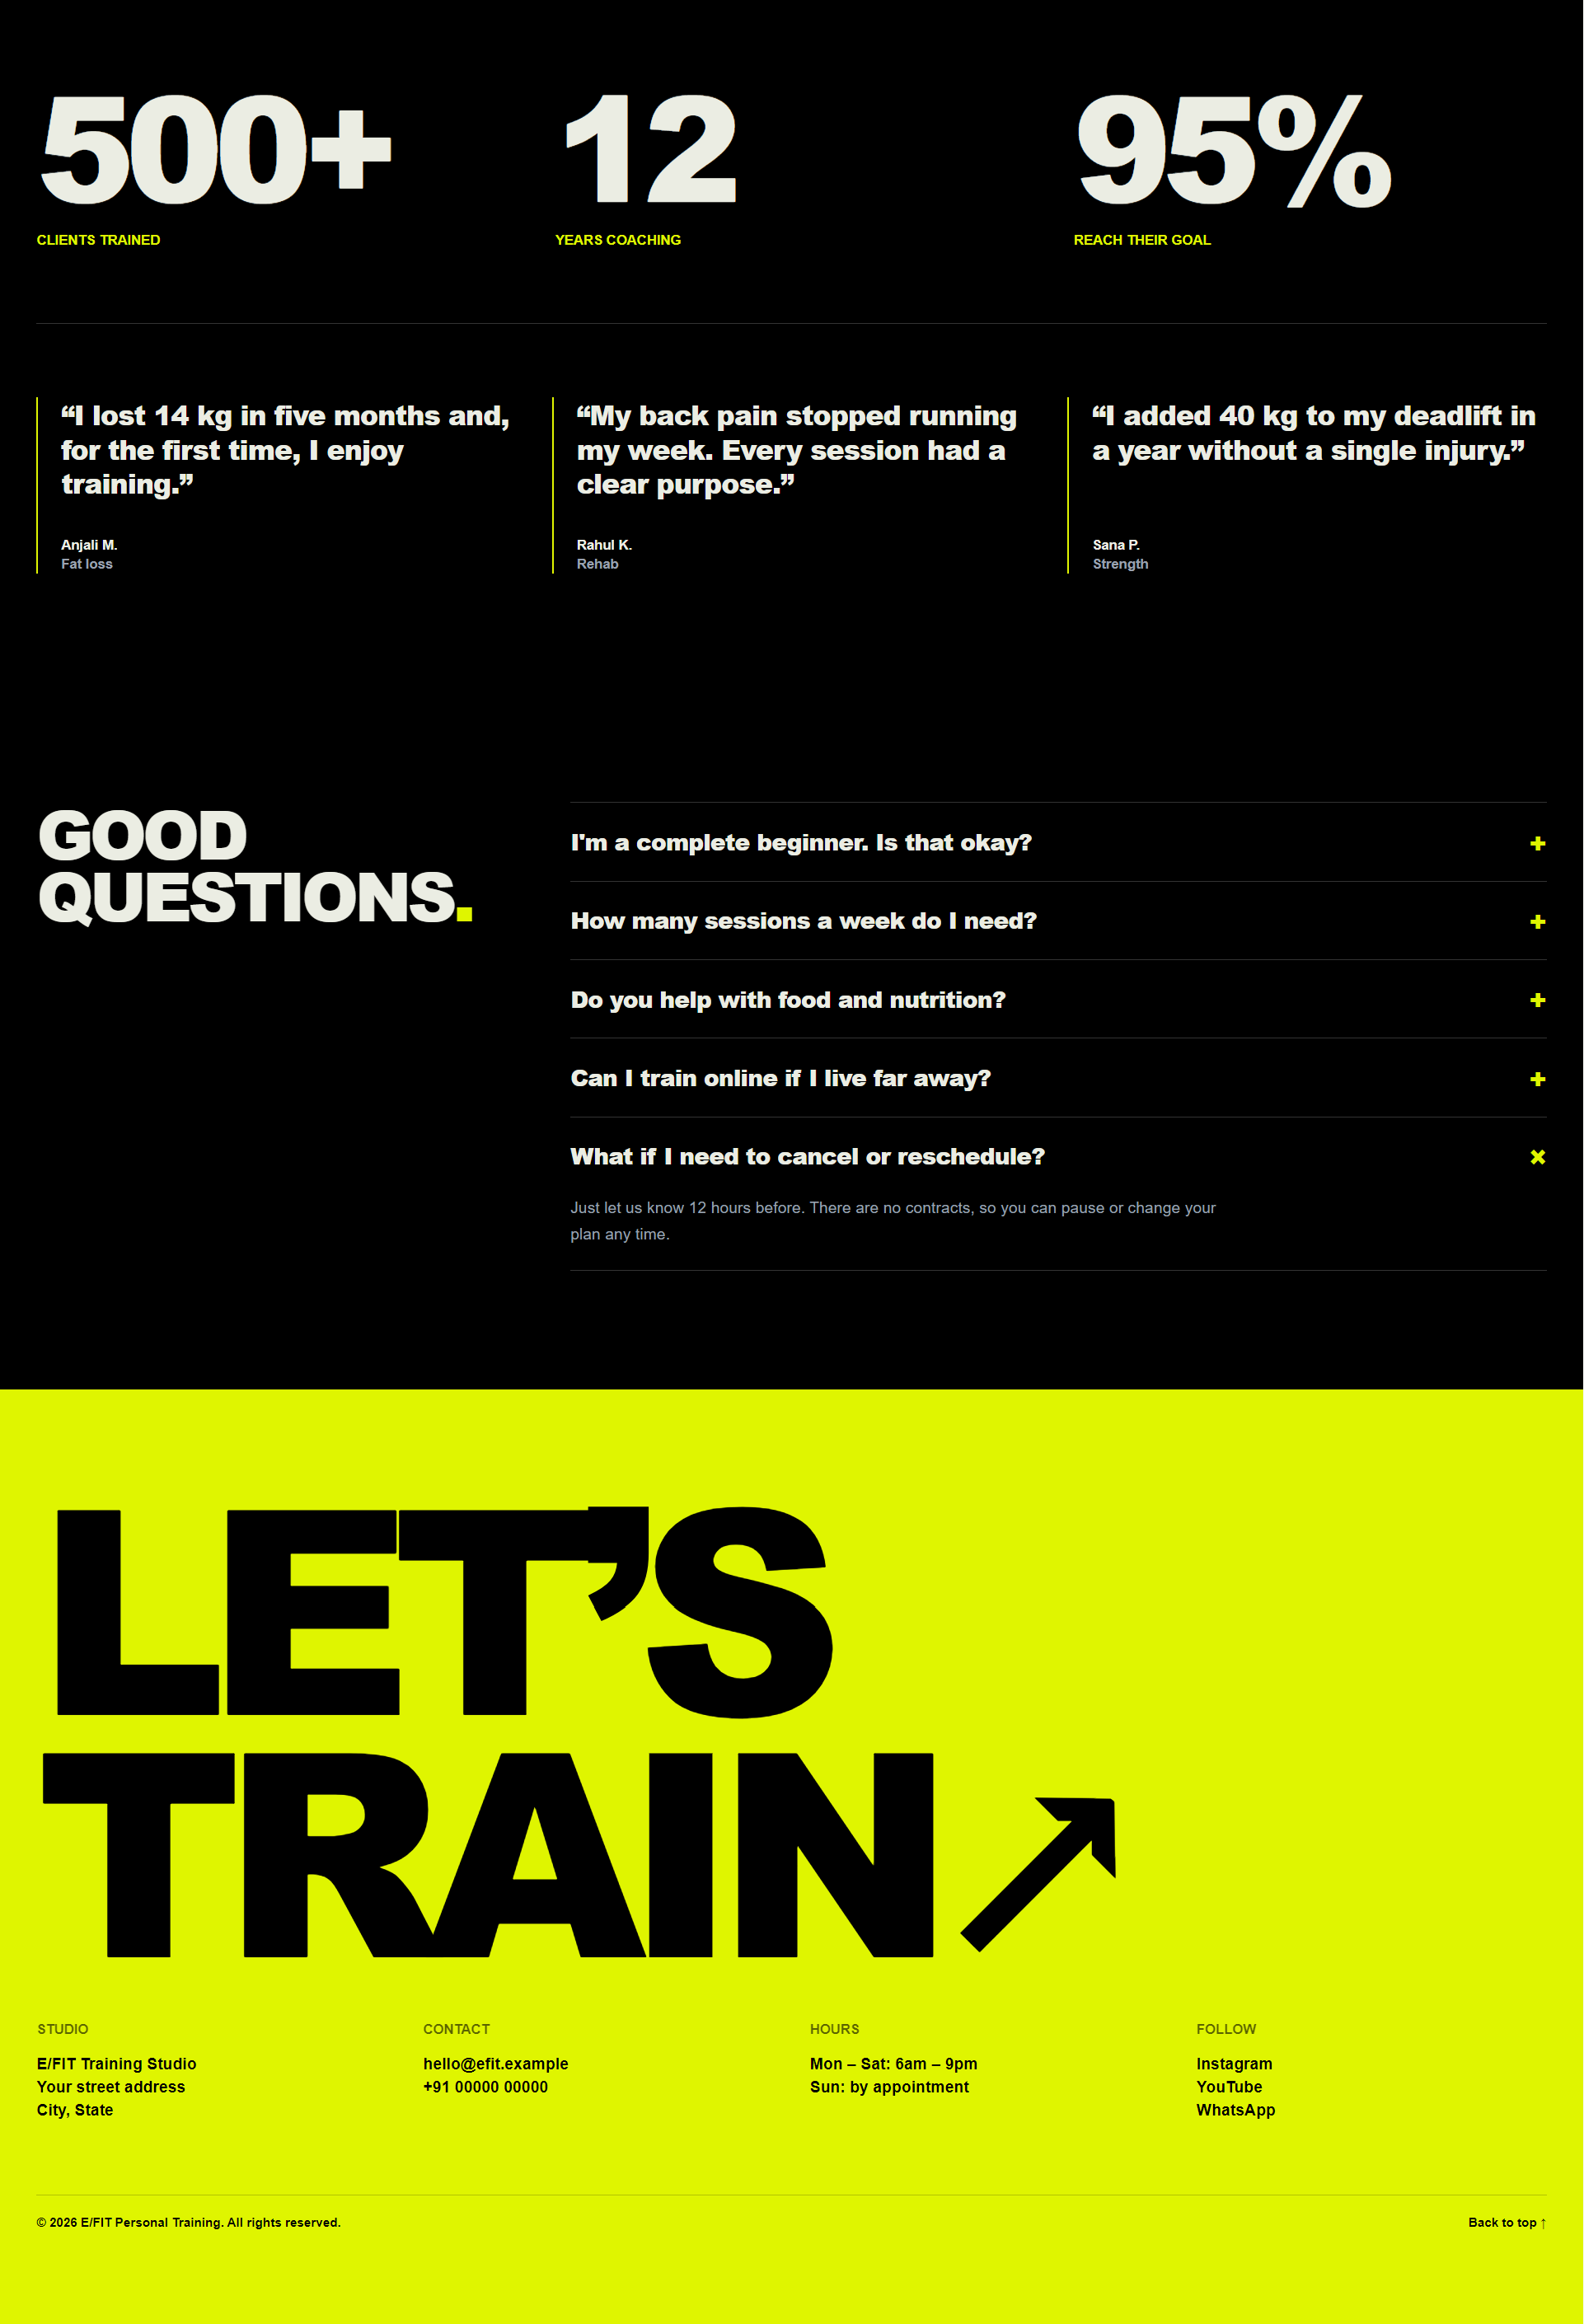 500+
12
95%
CLIENTS TRAINED
YEARS COACHING
REACH THEIR GOAL
“I lost 14 kg in five months and,
for the first time, I enjoy
training.”
Anjali M.
Fat loss
“My back pain stopped running
my week. Every session had a
clear purpose.”
Rahul K.
Rehab
“I added 40 kg to my deadlift in
a year without a single injury.”
Sana P.
Strength
GOOD
QUESTIONS.
I'm a complete beginner. Is that okay?
+
How many sessions a week do I need?
+
Do you help with food and nutrition?
+
Can I train online if I live far away?
+
What if I need to cancel or reschedule?
×
Just let us know 12 hours before. There are no contracts, so you can pause or change your
plan any time.
LET’S
TRAIN↗
STUDIO
E/FIT Training Studio
Your street address
City, State
CONTACT
hello@efit.example
+91 00000 00000
HOURS
Mon – Sat: 6am – 9pm
Sun: by appointment
FOLLOW
Instagram
YouTube
WhatsApp
© 2026 E/FIT Personal Training. All rights reserved.
Back to top ↑